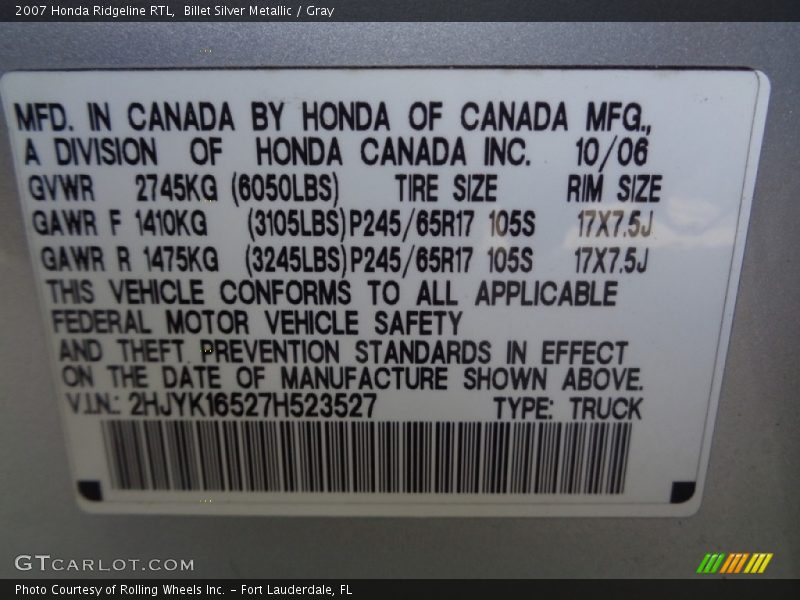 2007 Honda Ridgeline RTL,  Billet Silver Metallic / Gray
MFD. IN CANADA BY HONDA OF CANADA MFG.,
A DIVISION OF HONDA CANADA INC. 10/06
GVWR 2745KG (6050LBS) TIRE SIZE RIM SIZE
GAWR F 1410KG (3105LBS) P245/65R17 105S 17X7.5J
GAWR R 1475KG (3245LBS) P245/65R17 105S 17X7.5J
THIS VEHICLE CONFORMS TO ALL APPLICABLE
FEDERAL MOTOR VEHICLE SAFETY
AND THEFT PREVENTION STANDARDS IN EFFECT
ON THE DATE OF MANUFACTURE SHOWN ABOVE.
V.I.N.: 2HJYK16527H523527 TYPE: TRUCK
GTCARLOT.COM
Photo Courtesy of Rolling Wheels Inc. – Fort Lauderdale, FL